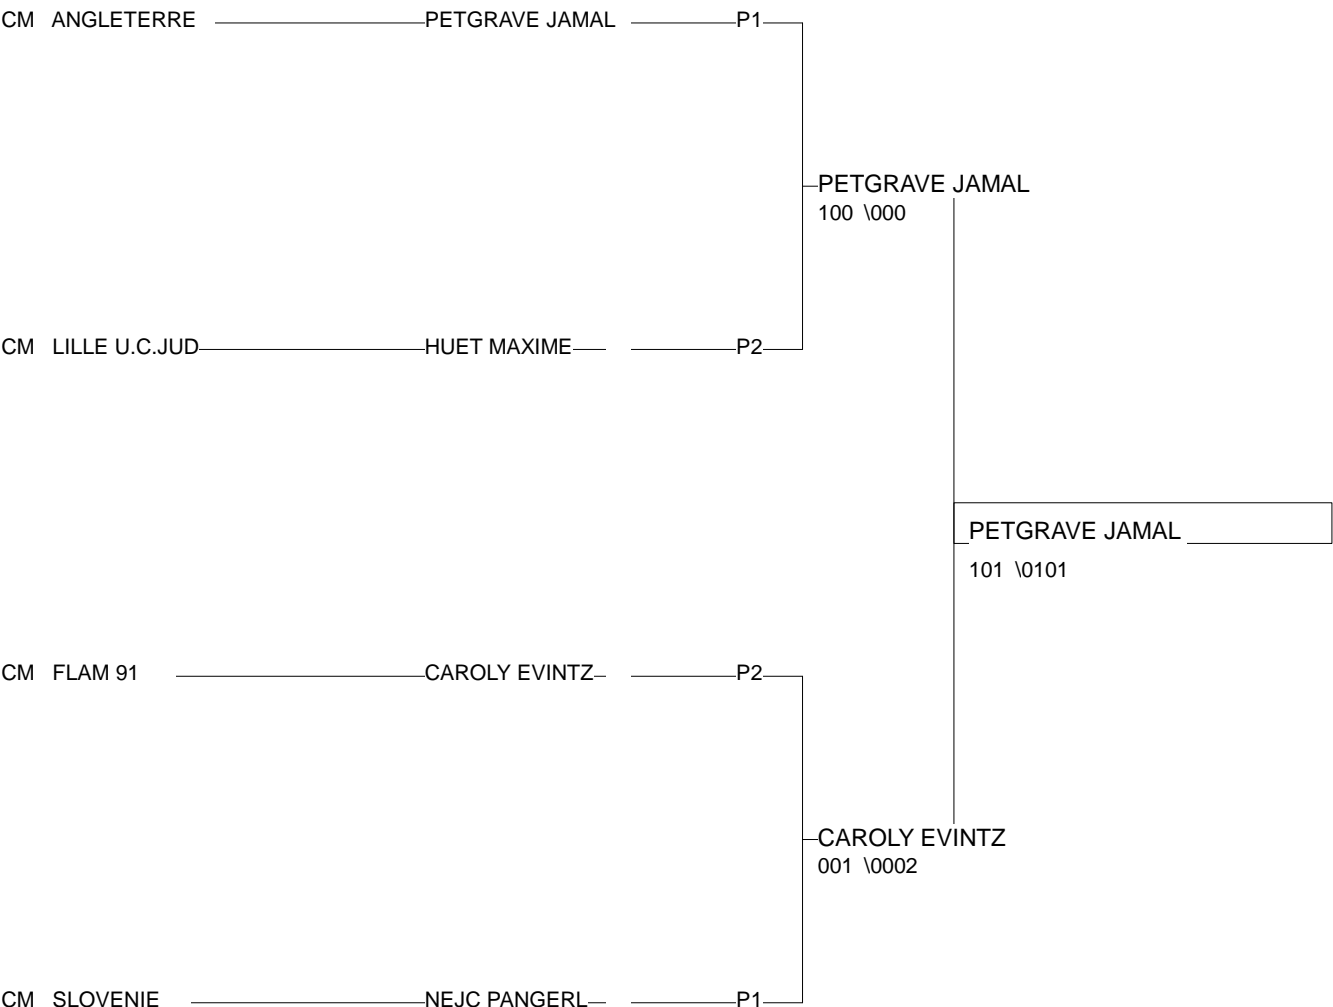 CM ANGLETERRE PETGRAVE JAMAL P1
PETGRAVE JAMAL
100 \000
CM LILLE U.C.JUD HUET MAXIME P2
PETGRAVE JAMAL
101 \0101
CM FLAM 91 CAROLY EVINTZ P2
CAROLY EVINTZ
001 \0002
CM SLOVENIE NEJC PANGERL P1